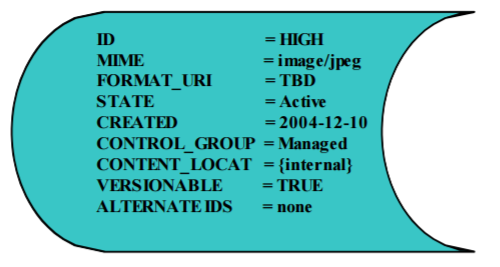 ID = HIGH
MIME = image/jpeg
FORMAT_URI = TBD
STATE = Active
CREATED = 2004-12-10
CONTROL_GROUP = Managed
CONTENT_LOCAT = {internal}
VERSIONABLE = TRUE
ALTERNATE IDS = none